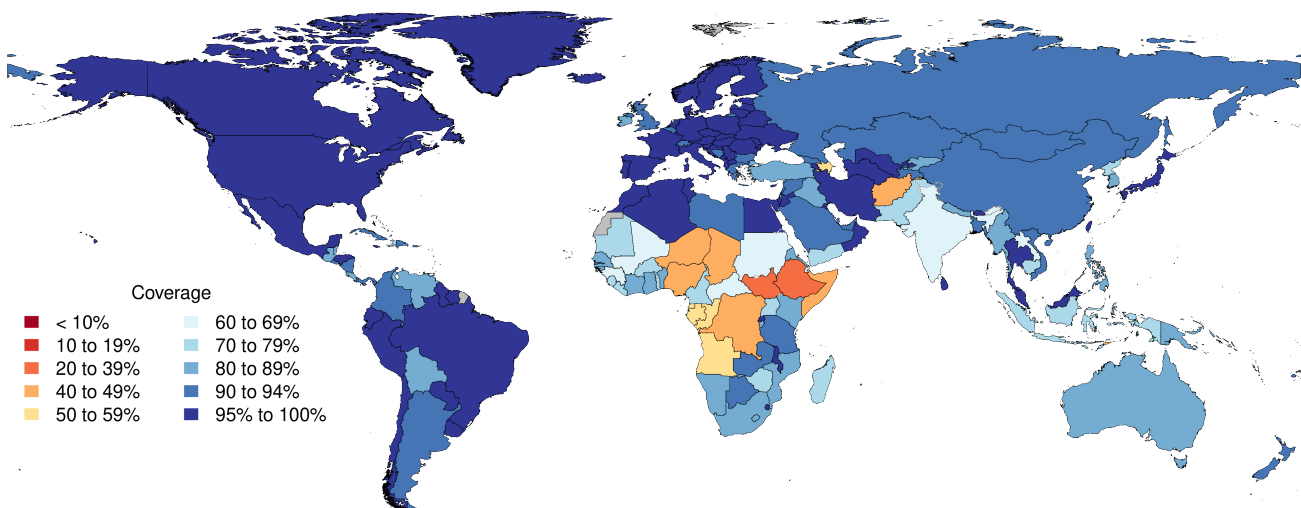 Coverage
< 10%
10 to 19%
20 to 39%
40 to 49%
50 to 59%
60 to 69%
70 to 79%
80 to 89%
90 to 94%
95% to 100%